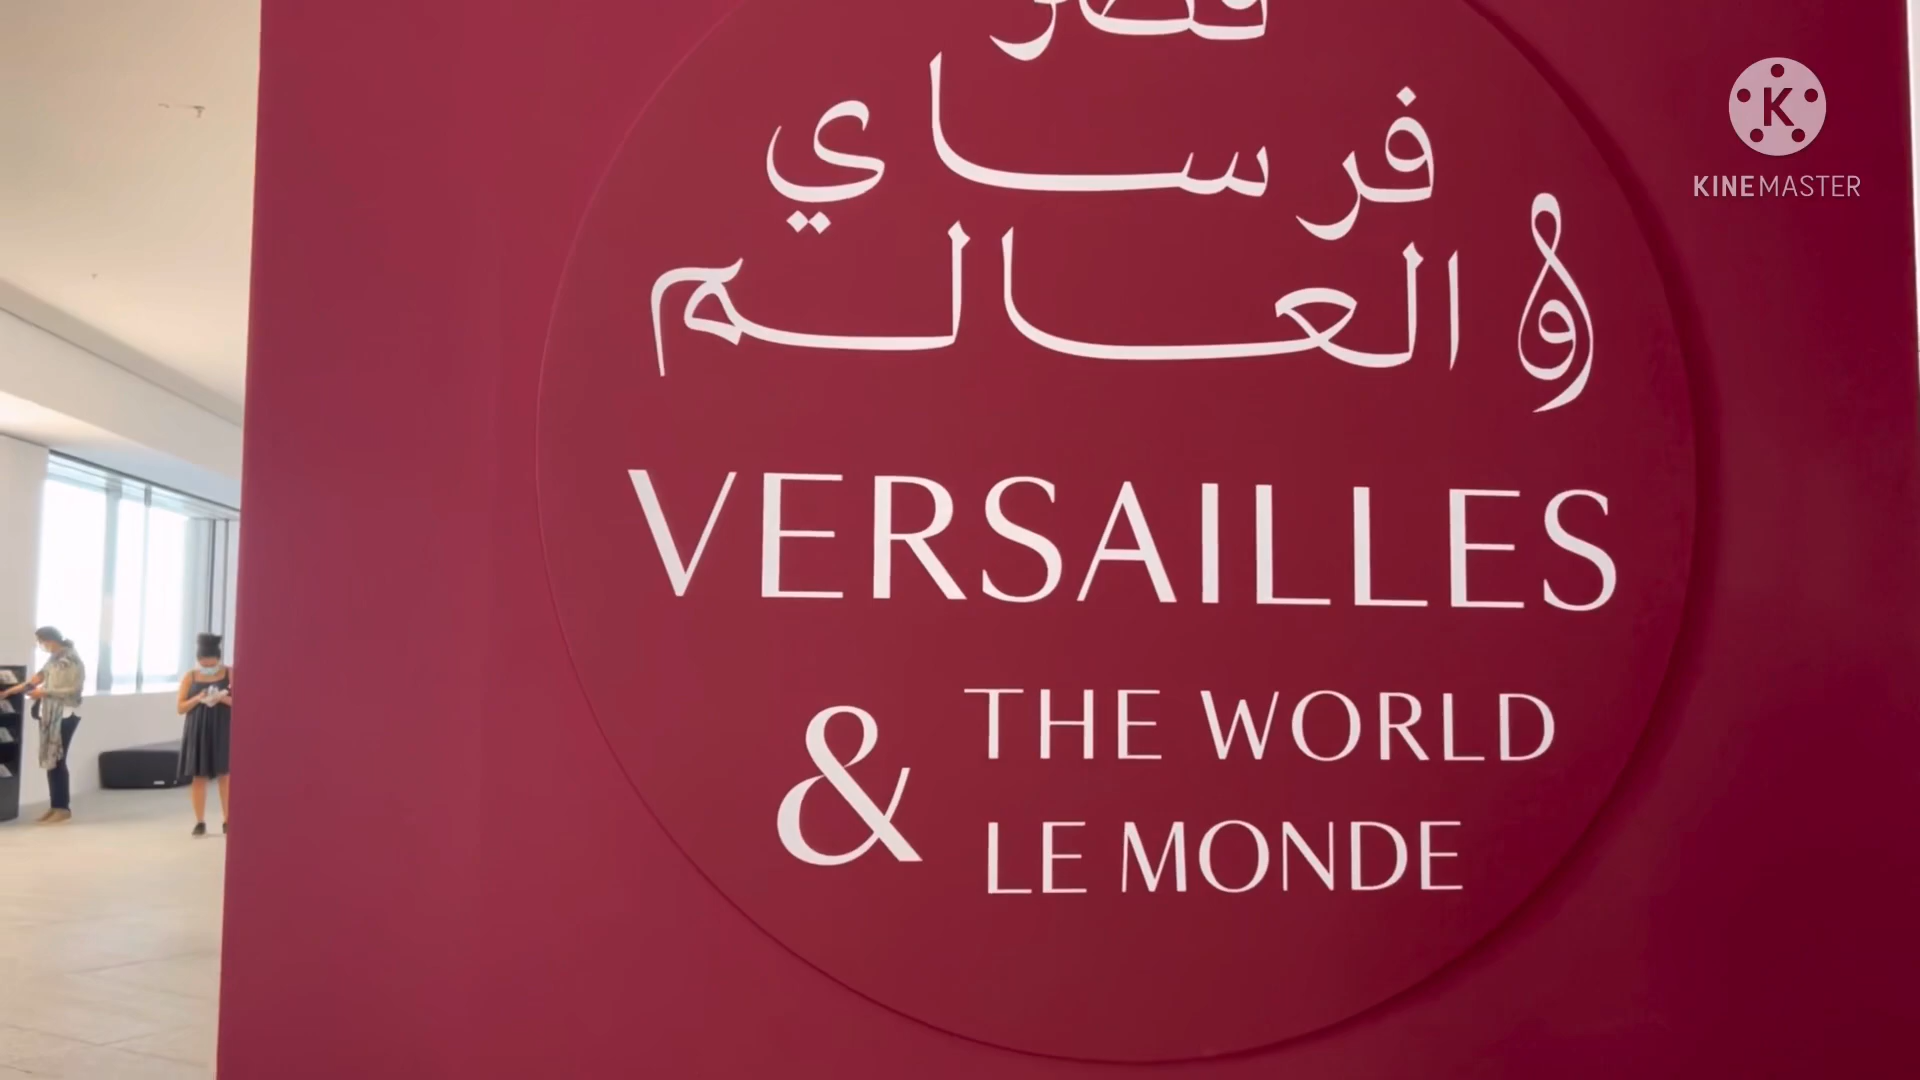 فرساي
و العالم
VERSAILLES
& THE WORLD
LE MONDE
K
KINEMASTER